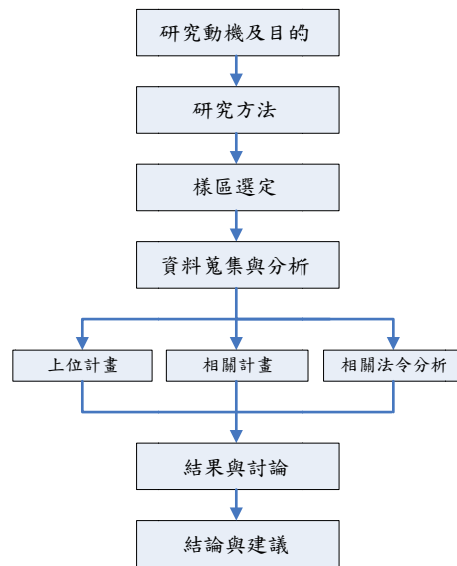 研究動機及目的
研究方法
樣區選定
資料蒐集與分析
上位計畫
相關計畫
相關法令分析
結果與討論
結論與建議